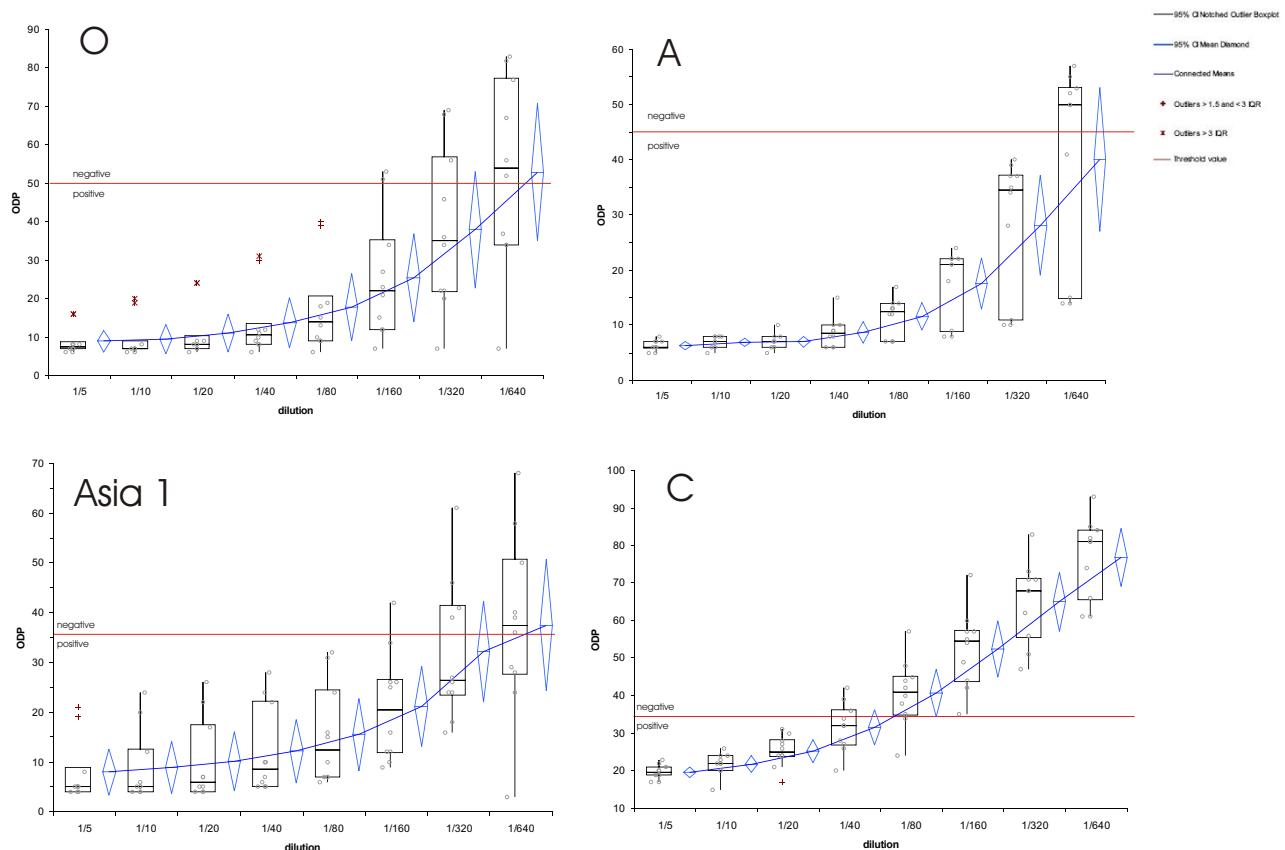 O
90
80
70
60
50
40
30
20
10
0
ODP
negative
positive
1/5 1/10 1/20 1/40 1/80 1/160 1/320 1/640
dilution
A
60
50
40
30
20
10
0
ODP
negative
positive
1/5 1/10 1/20 1/40 1/80 1/160 1/320 1/640
dilution
95% CI Notched Outlier Boxplot
95% CI Mean Diamond
Connected Means
Outliers > 1.5 and < 3 IQR
Outliers > 3 IQR
Threshold value
Asia 1
70
60
50
40
30
20
10
0
ODP
negative
positive
1/5 1/10 1/20 1/40 1/80 1/160 1/320 1/640
dilution
C
100
90
80
70
60
50
40
30
20
10
ODP
negative
positive
1/5 1/10 1/20 1/40 1/80 1/160 1/320 1/640
dilution